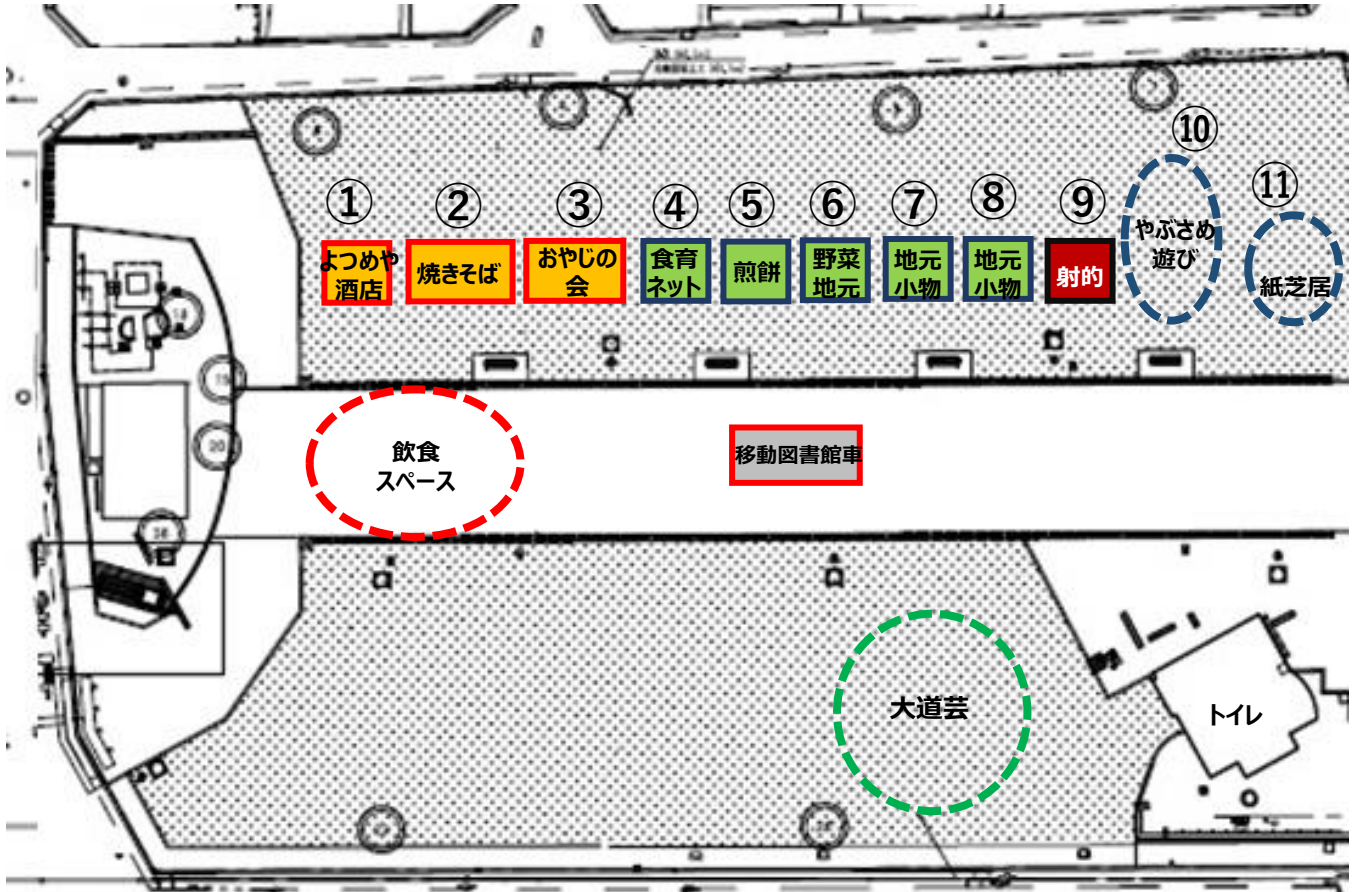 ①
②
③
④
⑤
⑥
⑦
⑧
⑨
⑩
⑪
よつめや
酒店
焼きそば
おやじの
会
食育
ネット
煎餅
野菜
地元
地元
小物
地元
小物
射的
やぶさめ
遊び
紙芝居
飲食
スペース
移動図書館車
大道芸
トイレ
20